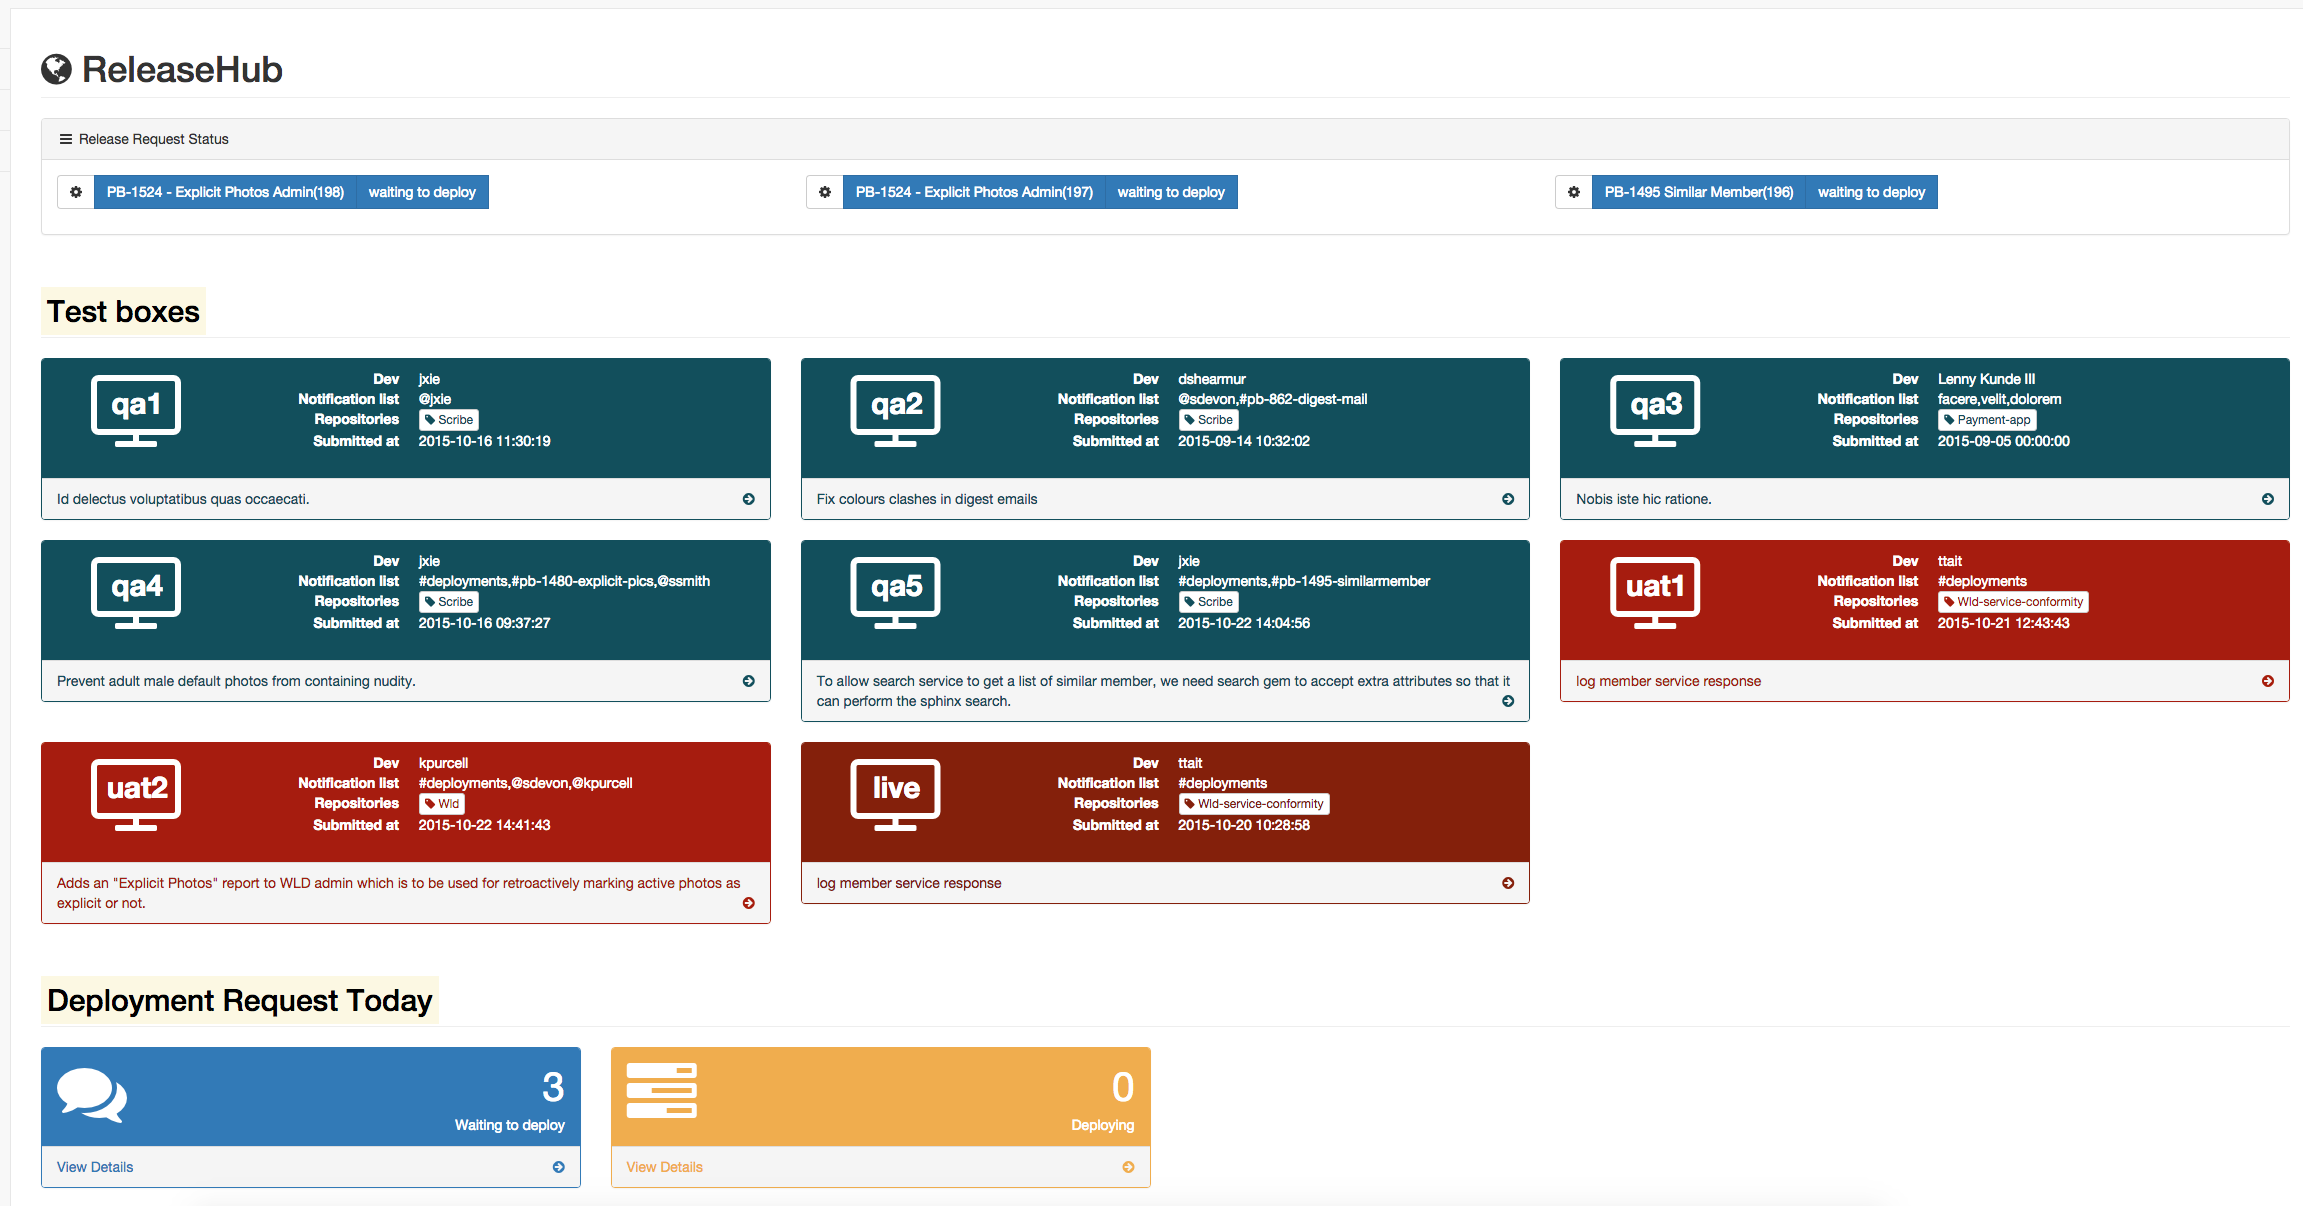 ReleaseHub
Release Request Status
PB-1524 - Explicit Photos Admin(198) waiting to deploy
PB-1524 - Explicit Photos Admin(197) waiting to deploy
PB-1495 Similar Member(196) waiting to deploy
Test boxes
qa1
Dev jxie
Notification list @jxie
Repositories Scribe
Submitted at 2015-10-16 11:30:19
Id delectus voluptatibus quas occaecati.
qa2
Dev dshearmur
Notification list @sdevon,#pb-862-digest-mail
Repositories Scribe
Submitted at 2015-09-14 10:32:02
Fix colours clashes in digest emails
qa3
Dev Lenny Kunde III
Notification list facere,velit,dolorem
Repositories Payment-app
Submitted at 2015-09-05 00:00:00
Nobis iste hic ratione.
qa4
Dev jxie
Notification list #deployments,#pb-1480-explicit-pics,@ssmith
Repositories Scribe
Submitted at 2015-10-16 09:37:27
Prevent adult male default photos from containing nudity.
qa5
Dev jxie
Notification list #deployments,#pb-1495-similarmember
Repositories Scribe
Submitted at 2015-10-22 14:04:56
To allow search service to get a list of similar member, we need search gem to accept extra attributes so that it
can perform the sphinx search.
uat1
Dev ttait
Notification list #deployments
Repositories Wld-service-conformity
Submitted at 2015-10-21 12:43:43
log member service response
uat2
Dev kpurcell
Notification list #deployments,@sdevon,@kpurcell
Repositories Wld
Submitted at 2015-10-22 14:41:43
Adds an "Explicit Photos" report to WLD admin which is to be used for retroactively marking active photos as
explicit or not.
live
Dev ttait
Notification list #deployments
Repositories Wld-service-conformity
Submitted at 2015-10-20 10:28:58
log member service response
Deployment Request Today
3
Waiting to deploy
View Details
0
Deploying
View Details